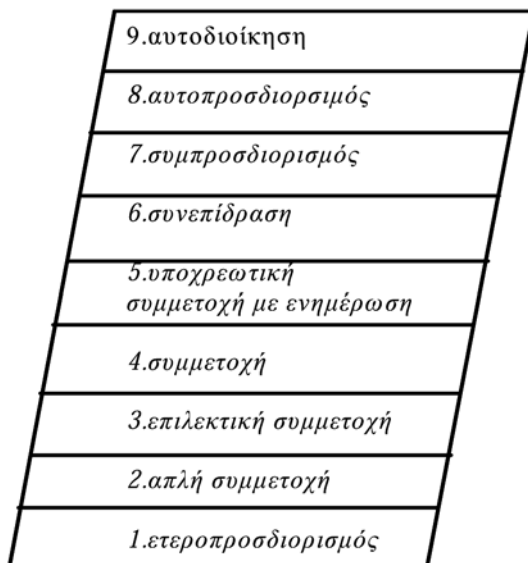 9.αυτοδιοίκηση
8.αυτοπροσδιορσιμός
7.συμπροσδιορισμός
6.συνεπίδραση
5.υποχρεωτική
συμμετοχή με ενημέρωση
4.συμμετοχή
3.επιλεκτική συμμετοχή
2.απλή συμμετοχή
1.ετεροπροσδιορισμός